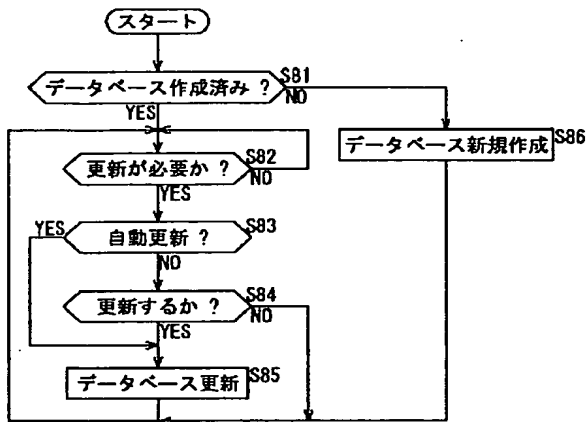 スタート
データベース作成済み ？
S81
NO
YES
データベース新規作成
S86
更新が必要か ？
S82
NO
YES
自動更新 ？
S83
YES
NO
更新するか ？
S84
NO
YES
データベース更新
S85